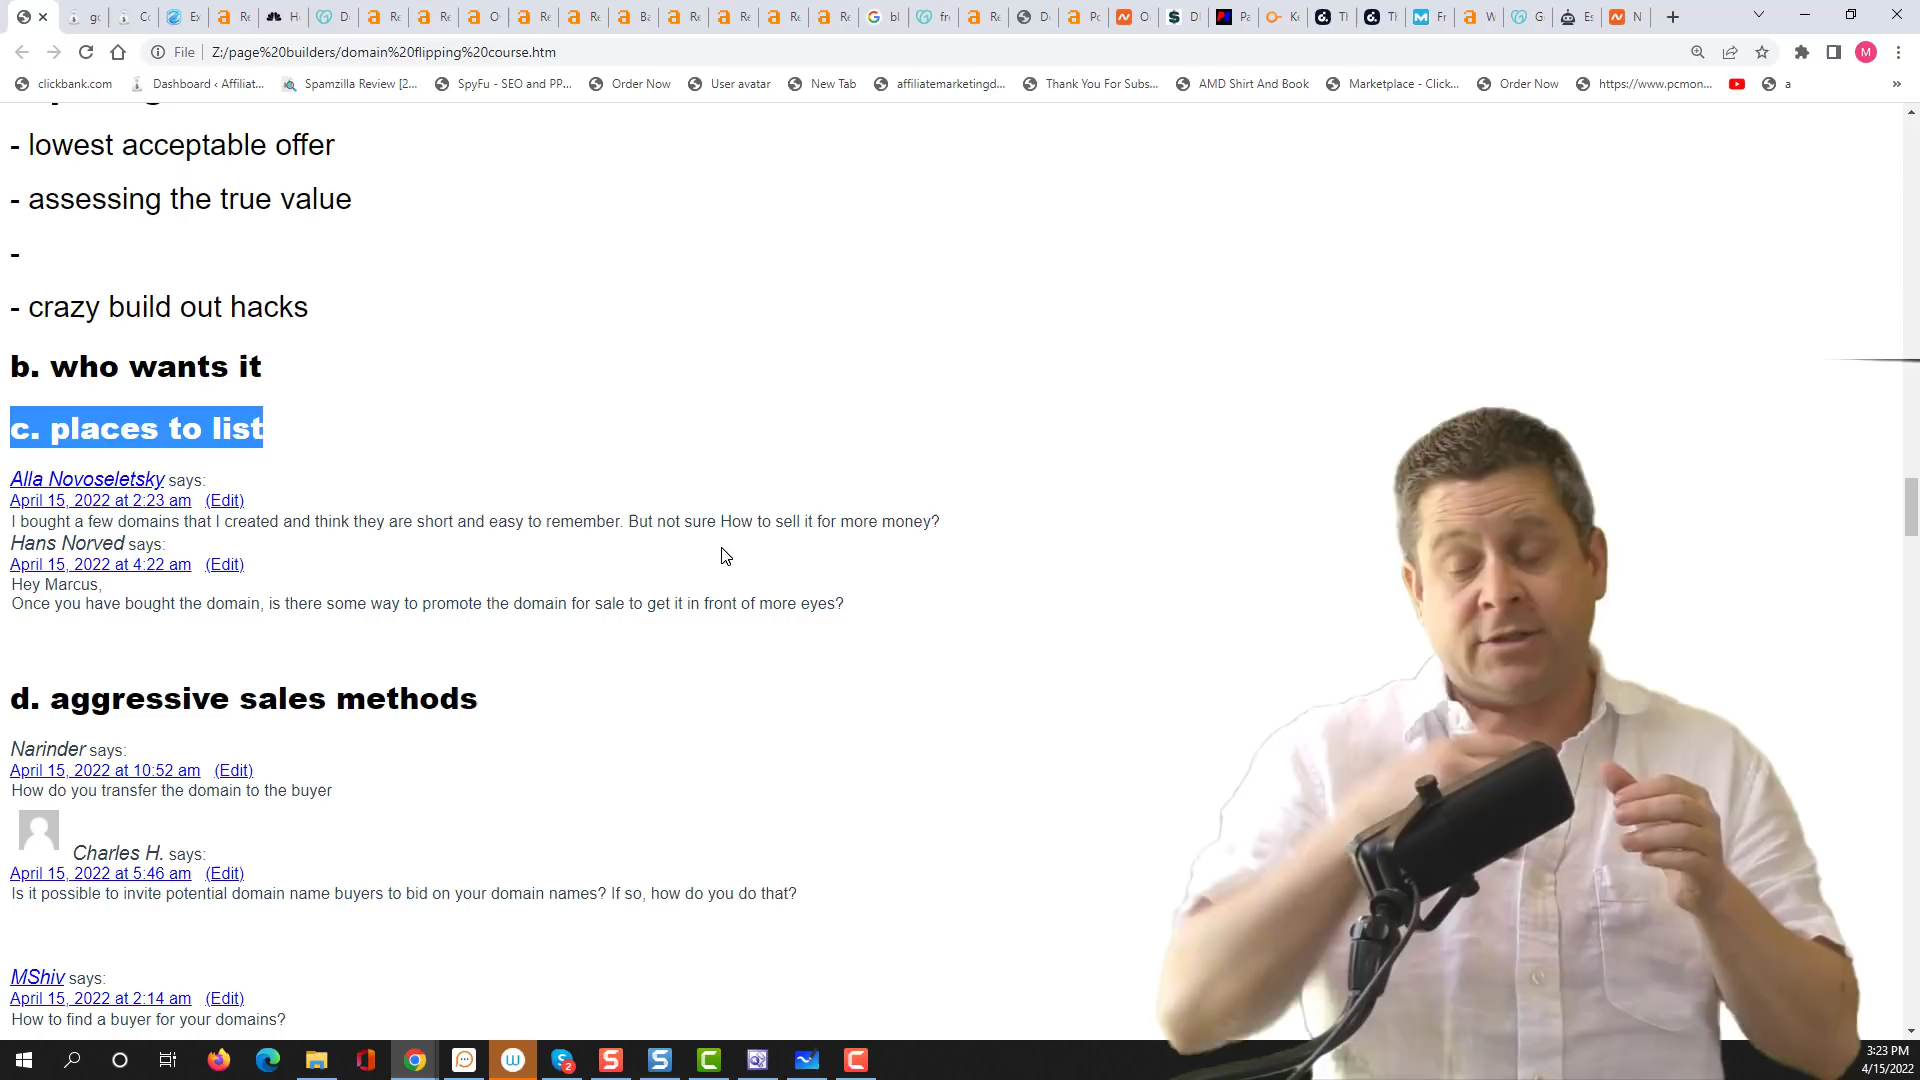 File
Z:/page%20builders/domain%20flipping%20course.htm
M
clickbank.com
Dashboard ‹ Affiliat...
Spamzilla Review [2...
SpyFu - SEO and PP...
Order Now
User avatar
New Tab
affiliatemarketingd...
Thank You For Subs...
AMD Shirt And Book
Marketplace - Click...
Order Now
https://www.pcmon...
a
- lowest acceptable offer
- assessing the true value
-
- crazy build out hacks
b. who wants it
c. places to list
Alla Novoseletsky says:
April 15, 2022 at 2:23 am (Edit)
I bought a few domains that I created and think they are short and easy to remember. But not sure How to sell it for more money?
Hans Norved says:
April 15, 2022 at 4:22 am (Edit)
Hey Marcus,
Once you have bought the domain, is there some way to promote the domain for sale to get it in front of more eyes?
d. aggressive sales methods
Narinder says:
April 15, 2022 at 10:52 am (Edit)
How do you transfer the domain to the buyer
Charles H. says:
April 15, 2022 at 5:46 am (Edit)
Is it possible to invite potential domain name buyers to bid on your domain names? If so, how do you do that?
MShiv says:
April 15, 2022 at 2:14 am (Edit)
How to find a buyer for your domains?
3:23 PM
4/15/2022